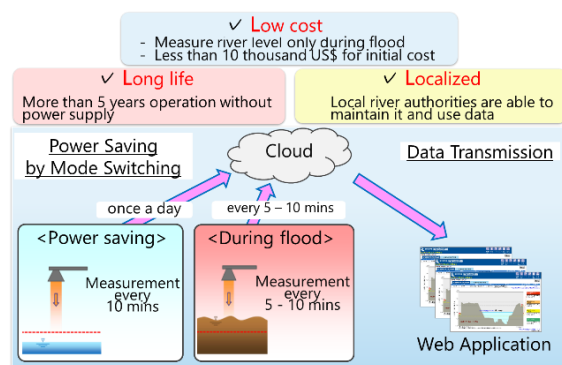 ✓ Low cost
- Measure river level only during flood
- Less than 10 thousand US$ for initial cost
✓ Long life
More than 5 years operation without
power supply
✓ Localized
Local river authorities are able to
maintain it and use data
Power Saving
by Mode Switching
Cloud
Data Transmission
once a day
every 5 – 10 mins
<Power saving>
Measurement
every
10 mins
<During flood>
Measurement
every
5 - 10 mins
Web Application